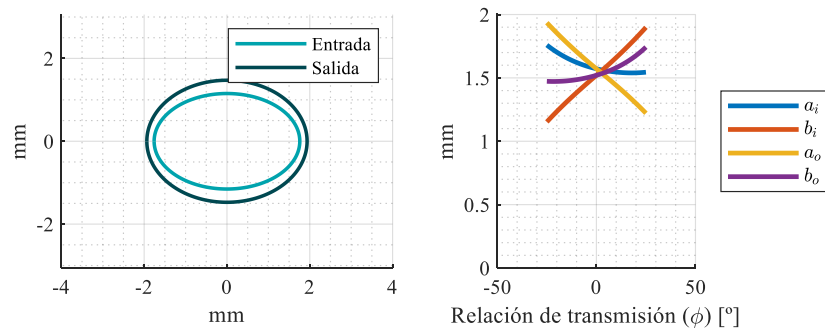 Entrada
Salida
mm
2
0
-2
-4
-2
0
2
4
mm
mm
2
1.5
1
0.5
0
-50
0
50
Relación de transmisión (ϕ) [º]
a_i
b_i
a_o
b_o